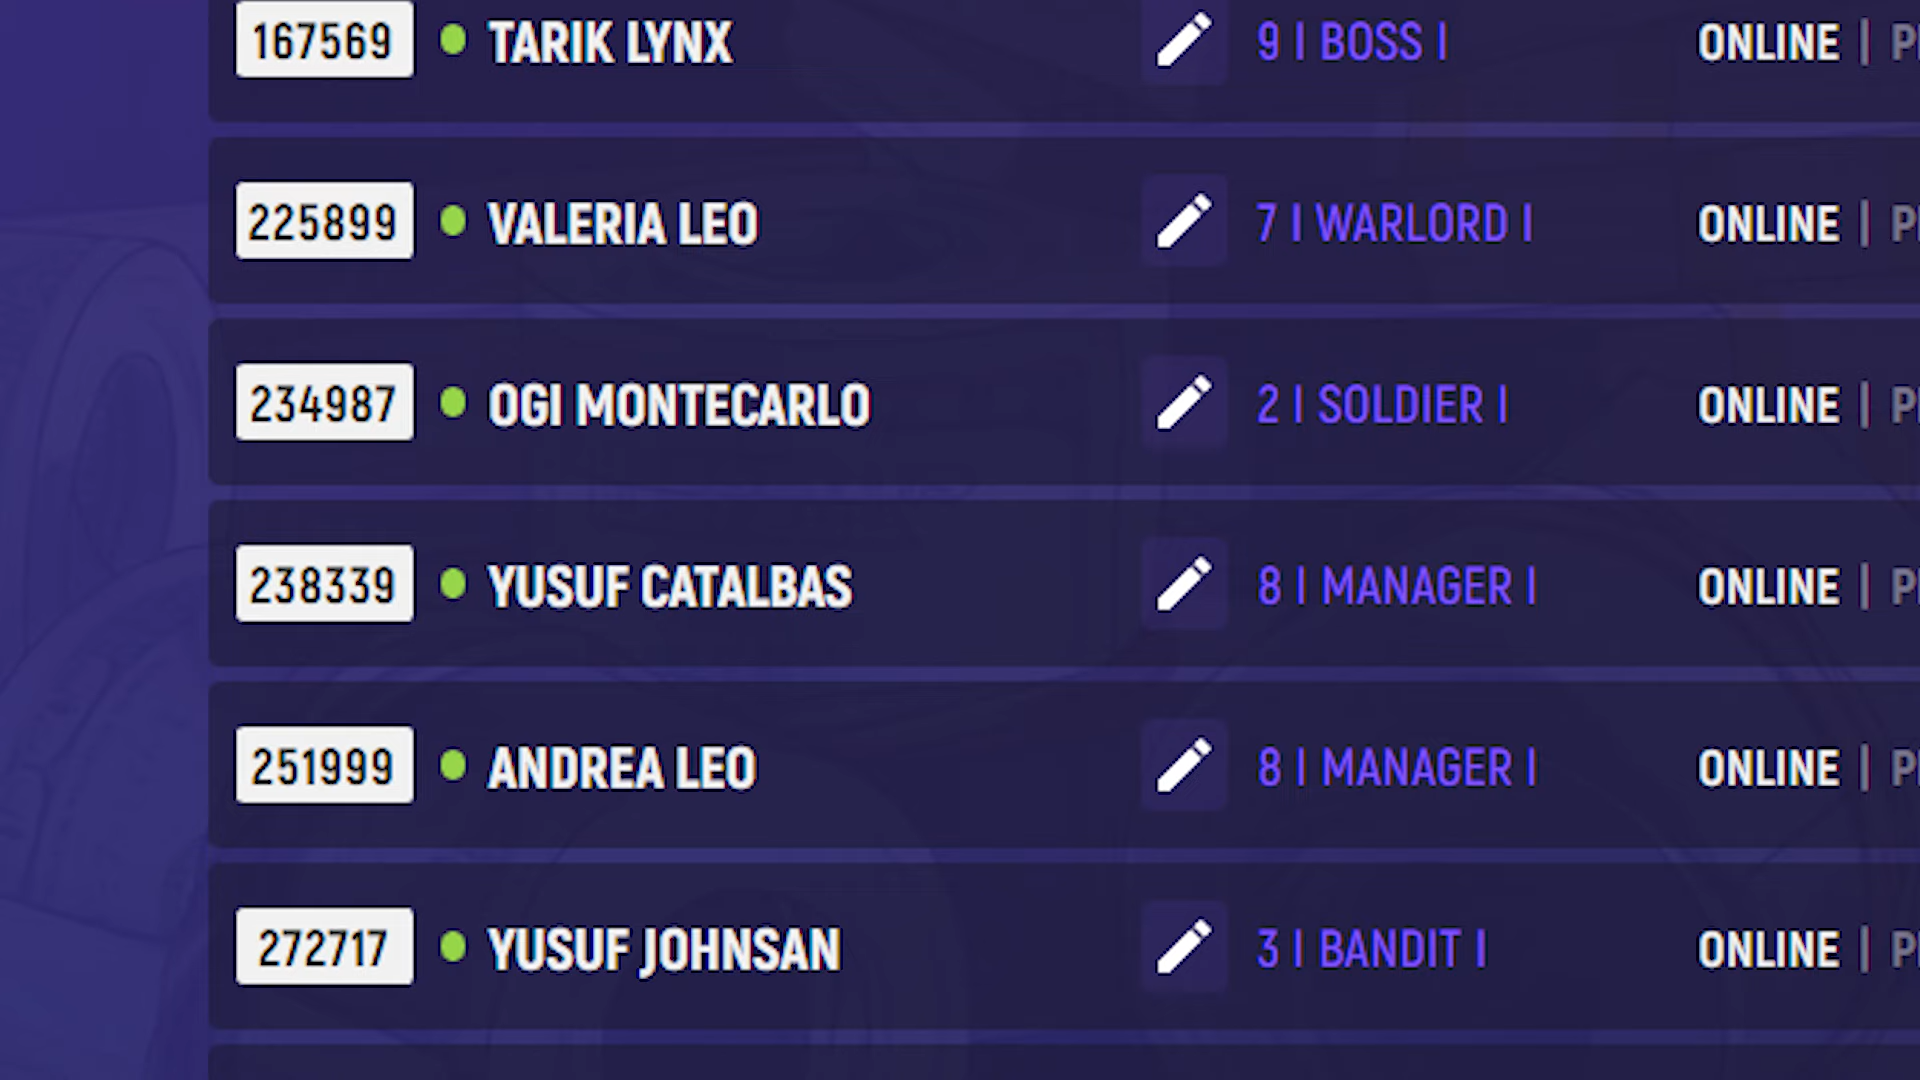 167569 TARIK LYNX 9 I BOSS I ONLINE |
225899 VALERIA LEO 7 I WARLORD I ONLINE |
234987 OGI MONTECARLO 2 I SOLDIER I ONLINE |
238339 YUSUF CATALBAS 8 I MANAGER I ONLINE |
251999 ANDREA LEO 8 I MANAGER I ONLINE |
272717 YUSUF JOHNSAN 3 I BANDIT I ONLINE |